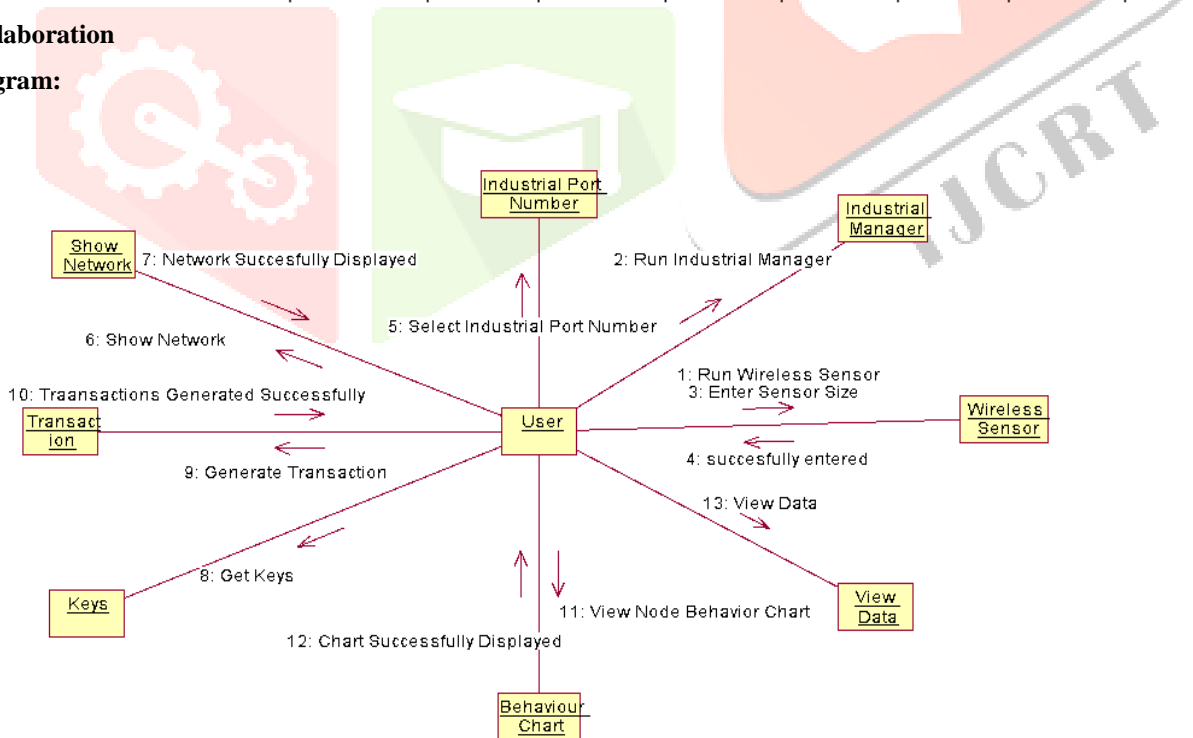 laboration
gram:
IJCRT
Industrial Port
Number
Industrial
Manager
Show
Network
7: Network Succesfully Displayed
2: Run Industrial Manager
5: Select Industrial Port Number
6: Show Network
1: Run Wireless Sensor
3: Enter Sensor Size
10: Traansactions Generated Successfully
Transact
ion
User
Wireless
Sensor
4: succesfully entered
9: Generate Transaction
13: View Data
8: Get Keys
Keys
11: View Node Behavior Chart
View
Data
12: Chart Successfully Displayed
Behaviour
Chart